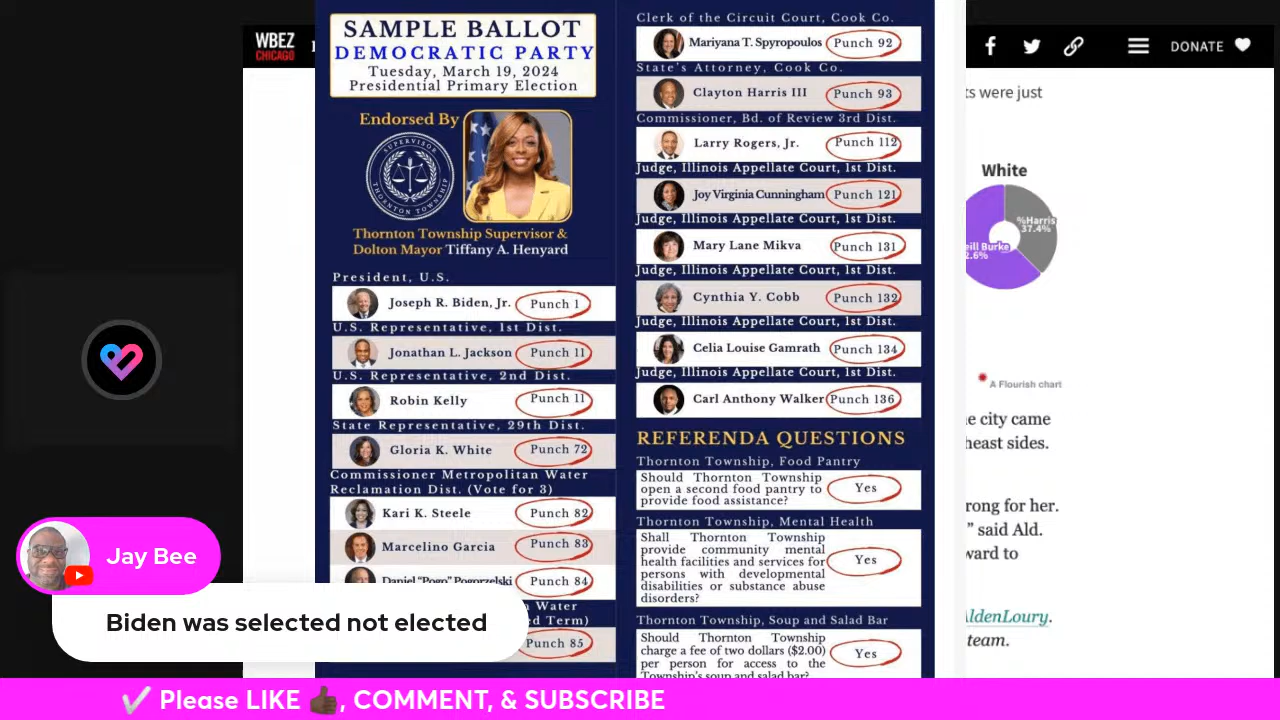 WBEZ
CHICAGO
DONATE
SAMPLE BALLOT
DEMOCRATIC PARTY
Tuesday, March 19, 2024
Presidential Primary Election
Endorsed By
SUPERVISOR
THORNTON TOWNSHIP
Thornton Township Supervisor &
Dolton Mayor Tiffany A. Henyard
President, U.S.
Joseph R. Biden, Jr. Punch 1
U.S. Representative, 1st Dist.
Jonathan L. Jackson Punch 11
U.S. Representative, 2nd Dist.
Robin Kelly Punch 11
State Representative, 29th Dist.
Gloria K. White Punch 72
Commissioner Metropolitan Water
Reclamation Dist. (Vote for 3)
Kari K. Steele Punch 82
Marcelino Garcia Punch 83
Daniel "Pogo" Pogorzelski Punch 84
Water
Term)
Punch 85
Clerk of the Circuit Court, Cook Co.
Mariyana T. Spyropoulos Punch 92
State's Attorney, Cook Co.
Clayton Harris III Punch 93
Commissioner, Bd. of Review 3rd Dist.
Larry Rogers, Jr. Punch 112
Judge, Illinois Appellate Court, 1st Dist.
Joy Virginia Cunningham Punch 121
Judge, Illinois Appellate Court, 1st Dist.
Mary Lane Mikva Punch 131
Judge, Illinois Appellate Court, 1st Dist.
Cynthia Y. Cobb Punch 132
Judge, Illinois Appellate Court, 1st Dist.
Celia Louise Gamrath Punch 134
Judge, Illinois Appellate Court, 1st Dist.
Carl Anthony Walker Punch 136
REFERENDA QUESTIONS
Thornton Township, Food Pantry
Should Thornton Township
open a second food pantry to
provide food assistance?
Yes
Thornton Township, Mental Health
Shall Thornton Township
provide community mental
health facilities and services for
persons with developmental
disabilities or substance abuse
disorders?
Yes
Thornton Township, Soup and Salad Bar
Should Thornton Township
charge a fee of two dollars ($2.00)
per person for access to the
Township's soup and salad bar?
Yes
ts were just
White
%Harris
37.4%
eill Burke
2.6%
A Flourish chart
e city came
heast sides.
rong for her.
" said Ald.
ward to
AldenLoury.
team.
Jay Bee
Biden was selected not elected
Please LIKE, COMMENT, & SUBSCRIBE